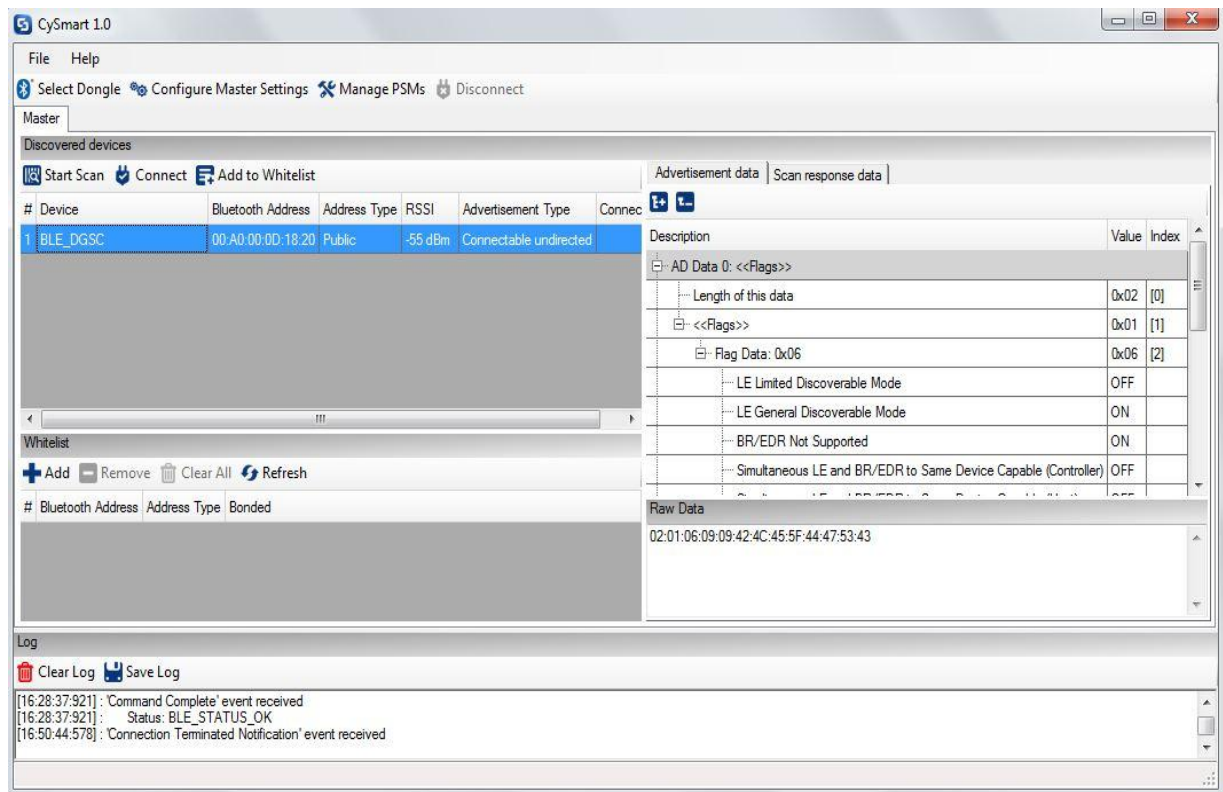 CySmart 1.0
File Help
Select Dongle Configure Master Settings Manage PSMs Disconnect
Master
Discovered devices
Start Scan Connect Add to Whitelist
# Device Bluetooth Address Address Type RSSI Advertisement Type Connec
1 BLE_DGSC 00:A0:00:0D:18:20 Public -55 dBm Connectable undirected
Whitelist
Add Remove Clear All Refresh
# Bluetooth Address Address Type Bonded
Advertisement data Scan response data
Description Value Index
AD Data 0: <<Flags>>
Length of this data 0x02 [0]
<<Flags>> 0x01 [1]
Flag Data: 0x06 0x06 [2]
LE Limited Discoverable Mode OFF
LE General Discoverable Mode ON
BR/EDR Not Supported ON
Simultaneous LE and BR/EDR to Same Device Capable (Controller) OFF
Raw Data
02:01:06:09:09:42:4C:45:5F:44:47:53:43
Log
Clear Log Save Log
[16:28:37:921] : 'Command Complete' event received
[16:28:37:921] : Status: BLE_STATUS_OK
[16:50:44:578] : 'Connection Terminated Notification' event received